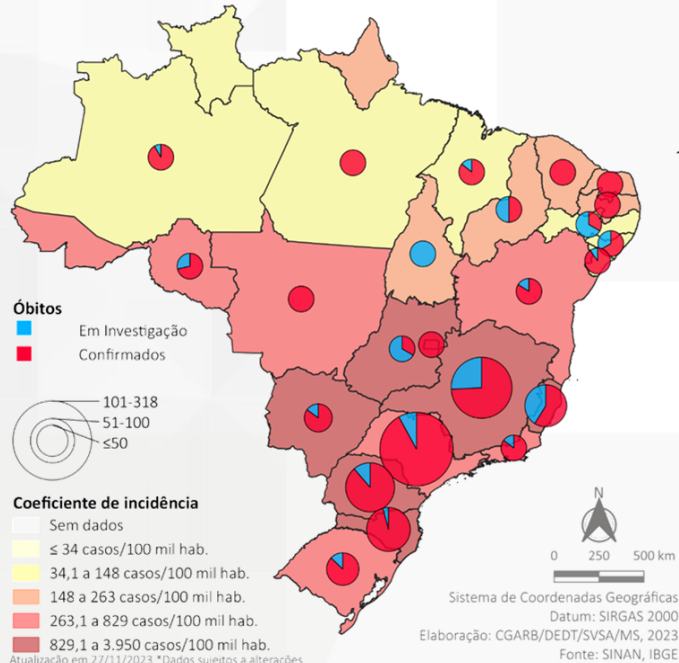 Óbitos
Em Investigação
Confirmados
101-318
51-100
≤50
Coeficiente de incidência
Sem dados
≤ 34 casos/100 mil hab.
34,1 a 148 casos/100 mil hab.
148 a 263 casos/100 mil hab.
263,1 a 829 casos/100 mil hab.
829,1 a 3.950 casos/100 mil hab.
Atualização em 27/11/2023 *Dados sujeitos a alterações
N
0 250 500 km
Sistema de Coordenadas Geográficas
Datum: SIRGAS 2000
Elaboração: CGARB/DEDT/SVSA/MS, 2023
Fonte: SINAN, IBGE